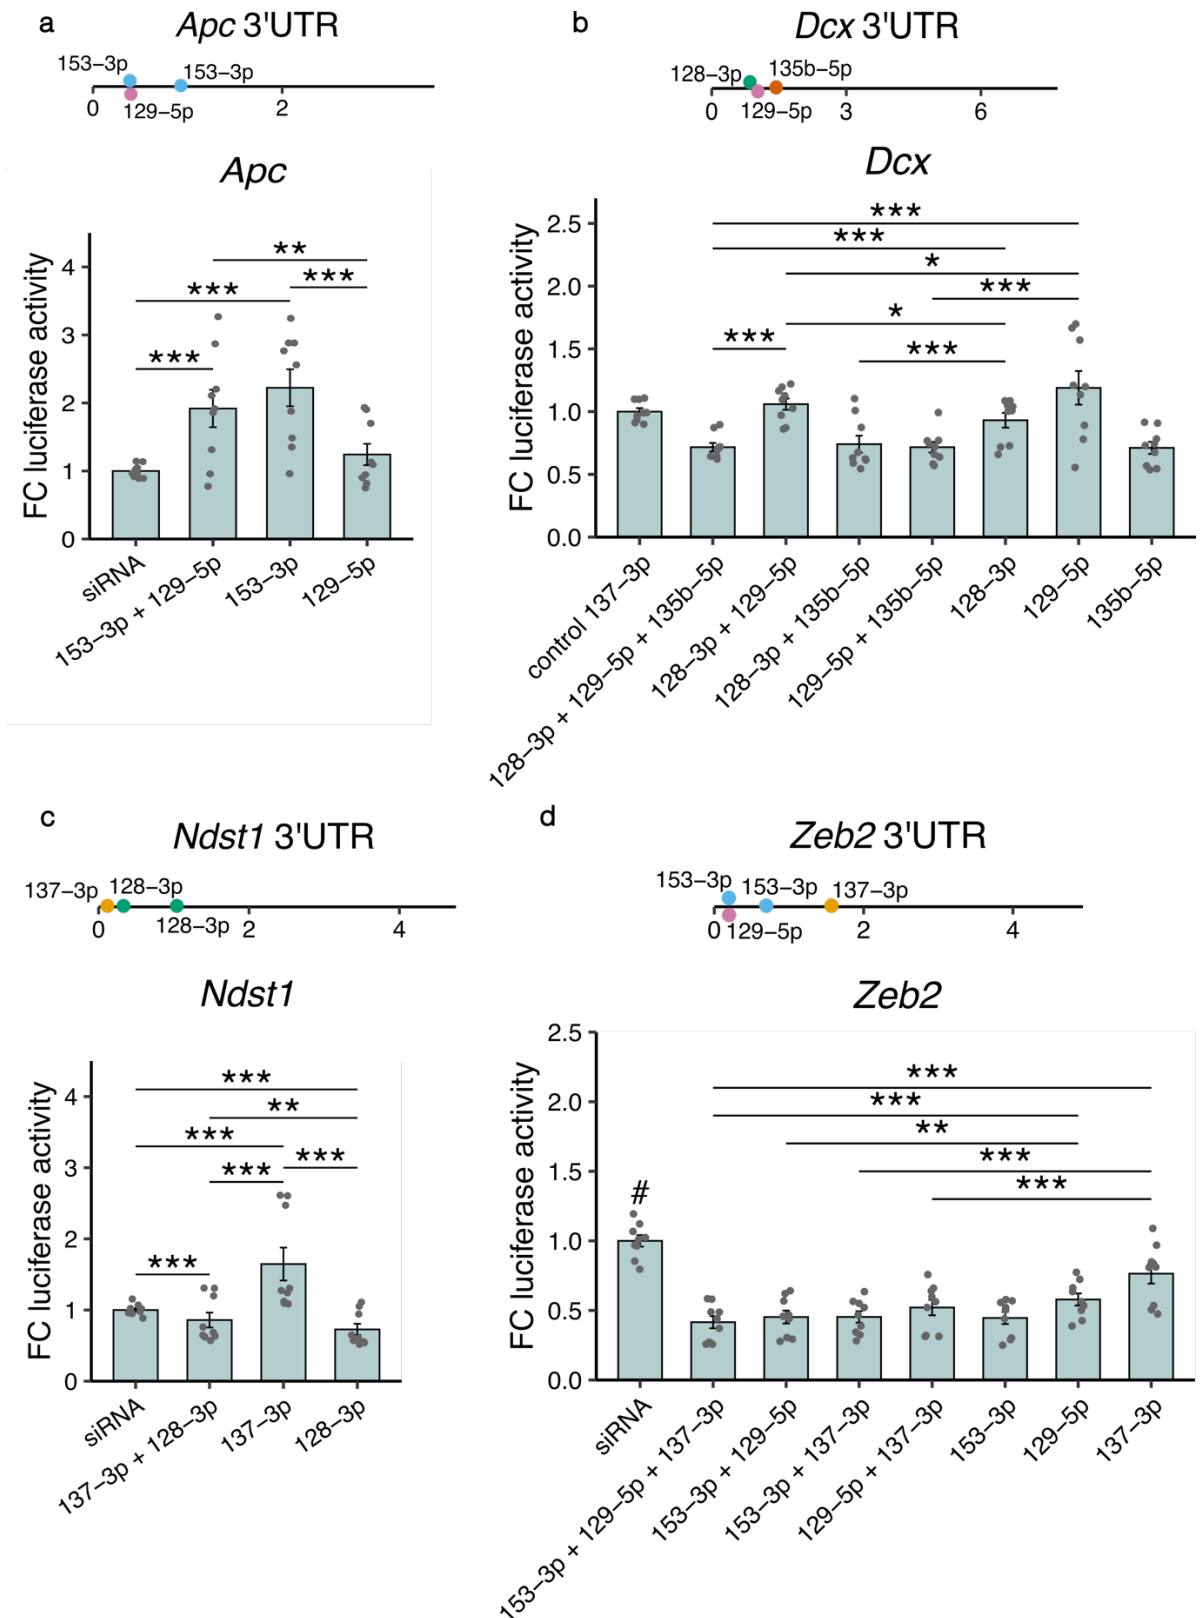 a
Apc 3'UTR
153–3p
153–3p
129–5p
0
2
Apc
FC luciferase activity
4
3
2
1
0
**
***
***
***
siRNA
153–3p + 129–5p
153–3p
129–5p
b
Dcx 3'UTR
128–3p
135b–5p
129–5p
0
3
6
Dcx
FC luciferase activity
2.5
2.0
1.5
1.0
0.5
0.0
***
***
*
***
*
***
***
control 137–3p
128–3p + 129–5p + 135b–5p
128–3p + 129–5p
128–3p + 135b–5p
129–5p + 135b–5p
128–3p
129–5p
135b–5p
c
Ndst1 3'UTR
137–3p
128–3p
128–3p
0
2
4
Ndst1
FC luciferase activity
4
3
2
1
0
***
**
***
***
***
***
siRNA
137–3p + 128–3p
137–3p
128–3p
d
Zeb2 3'UTR
153–3p
153–3p
137–3p
129–5p
0
2
4
Zeb2
FC luciferase activity
2.5
2.0
1.5
1.0
0.5
0.0
***
***
**
***
***
#
siRNA
153–3p + 129–5p + 137–3p
153–3p + 129–5p
153–3p + 137–3p
129–5p + 137–3p
153–3p
129–5p
137–3p